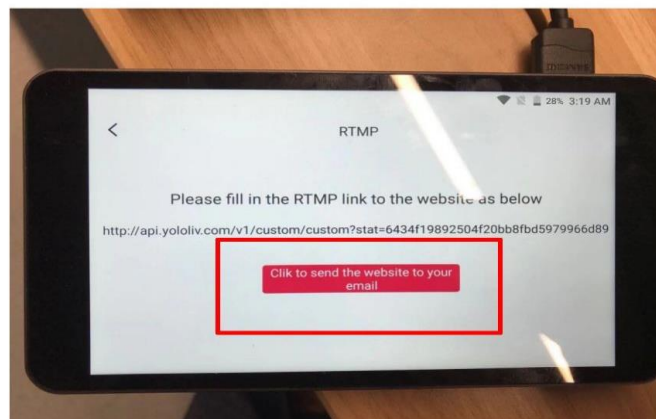 28% 3:19 AM
RTMP
Please fill in the RTMP link to the website as below
http://api.yololiv.com/v1/custom/custom?stat=6434f19892504f20bb8fbd5979966d89
Clik to send the website to your
email